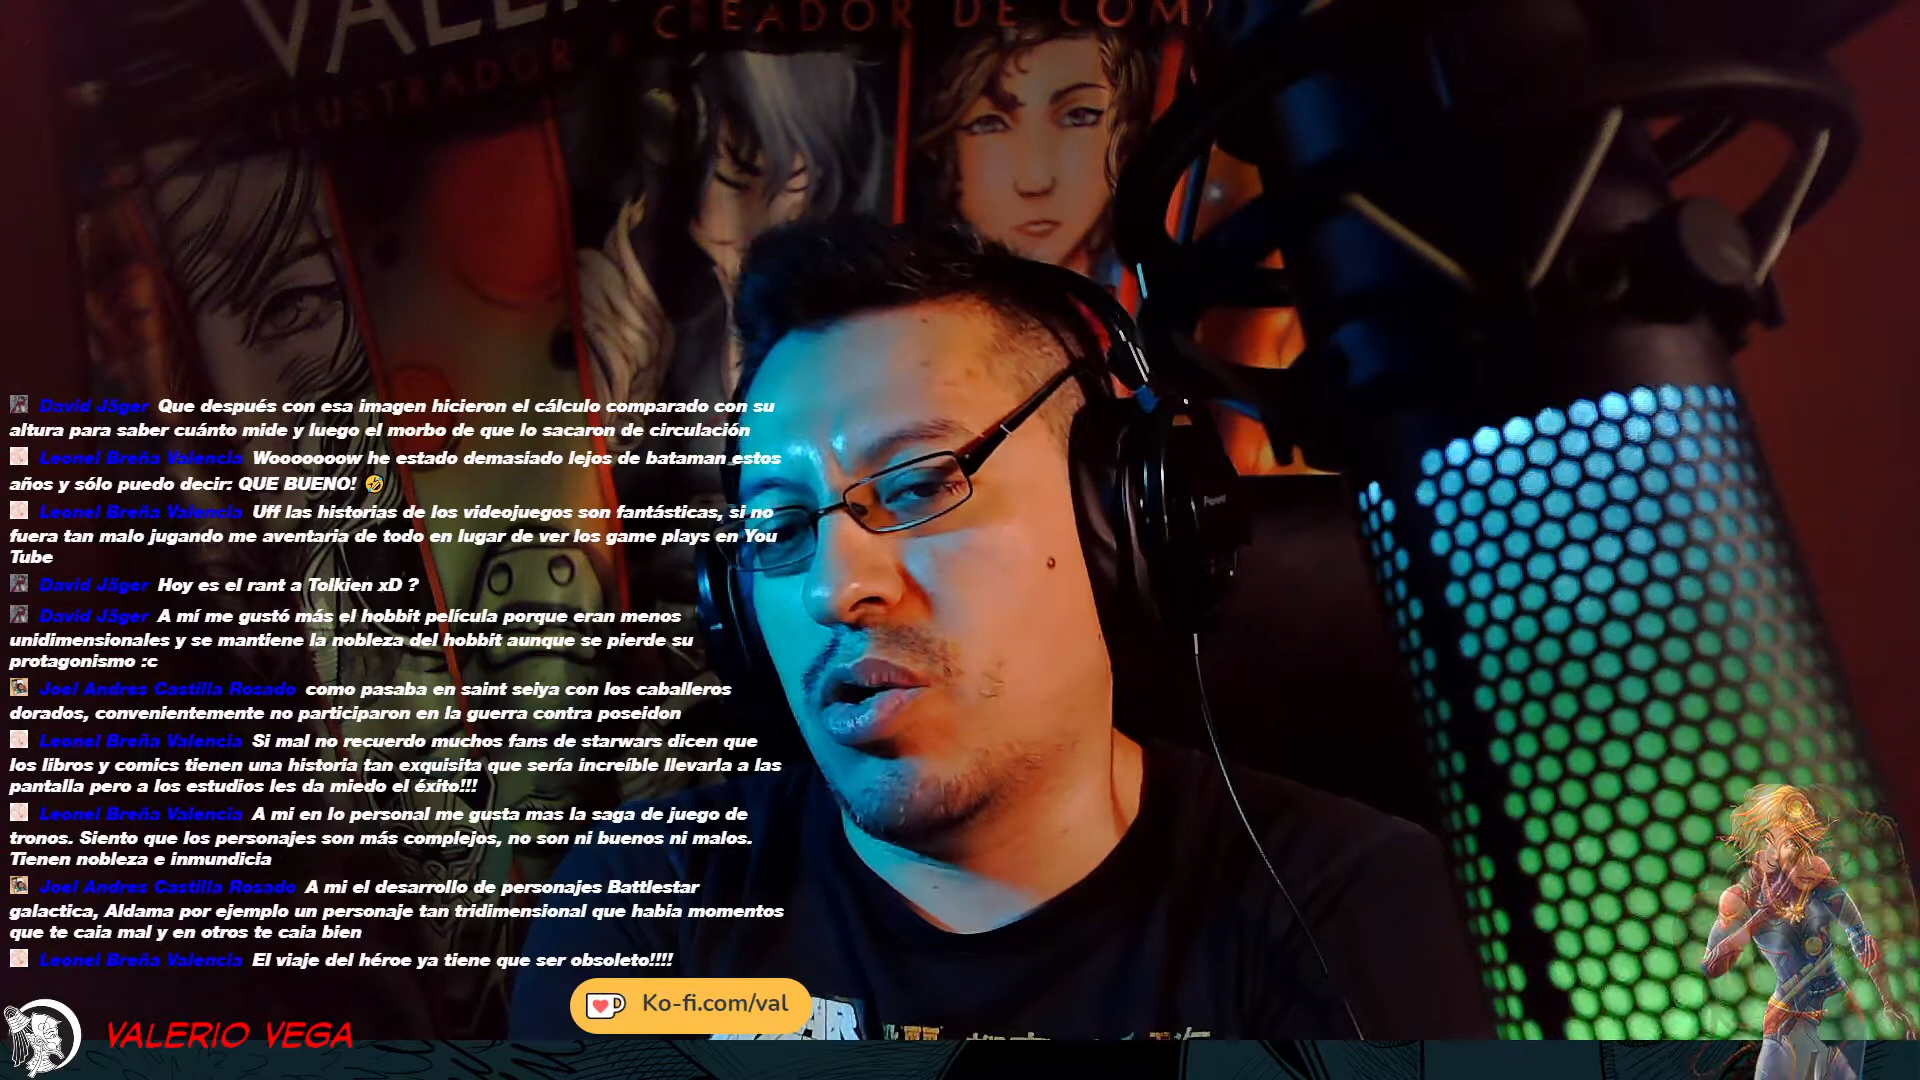 CREADOR DE COM
ILUSTRADOR
David Jäger Que después con esa imagen hicieron el cálculo comparado con su
altura para saber cuánto mide y luego el morbo de que lo sacaron de circulación
Leonel Breña Valencia Wooooooow he estado demasiado lejos de bataman estos
años y sólo puedo decir: QUE BUENO! 🤣
Leonel Breña Valencia Uff las historias de los videojuegos son fantásticas, si no
fuera tan malo jugando me aventaria de todo en lugar de ver los game plays en You
Tube
David Jäger Hoy es el rant a Tolkien xD ?
David Jäger A mí me gustó más el hobbit película porque eran menos
unidimensionales y se mantiene la nobleza del hobbit aunque se pierde su
protagonismo :c
Joel Andres Castilla Rosado como pasaba en saint seiya con los caballeros
dorados, convenientemente no participaron en la guerra contra poseidon
Leonel Breña Valencia Si mal no recuerdo muchos fans de starwars dicen que
los libros y comics tienen una historia tan exquisita que sería increíble llevarla a las
pantalla pero a los estudios les da miedo el éxito!!!
Leonel Breña Valencia A mi en lo personal me gusta mas la saga de juego de
tronos. Siento que los personajes son más complejos, no son ni buenos ni malos.
Tienen nobleza e inmundicia
Joel Andres Castilla Rosado A mi el desarrollo de personajes Battlestar
galactica, Aldama por ejemplo un personaje tan tridimensional que habia momentos
que te caia mal y en otros te caia bien
Leonel Breña Valencia El viaje del héroe ya tiene que ser obsoleto!!!!
Ko-fi.com/val
VALERIO VEGA
Pioneer